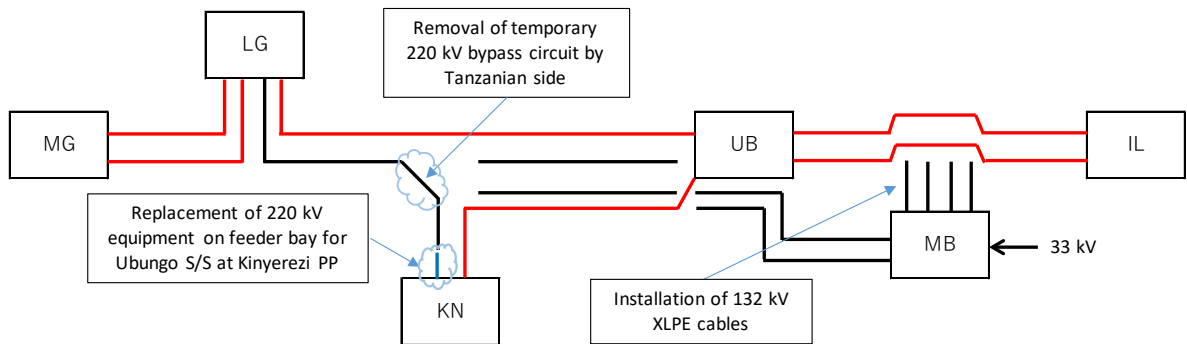 Removal of temporary
220 kV bypass circuit by
Tanzanian side
LG
MG
UB
IL
Replacement of 220 kV
equipment on feeder bay for
Ubungo S/S at Kinyerezi PP
KN
MB
33 kV
Installation of 132 kV
XLPE cables